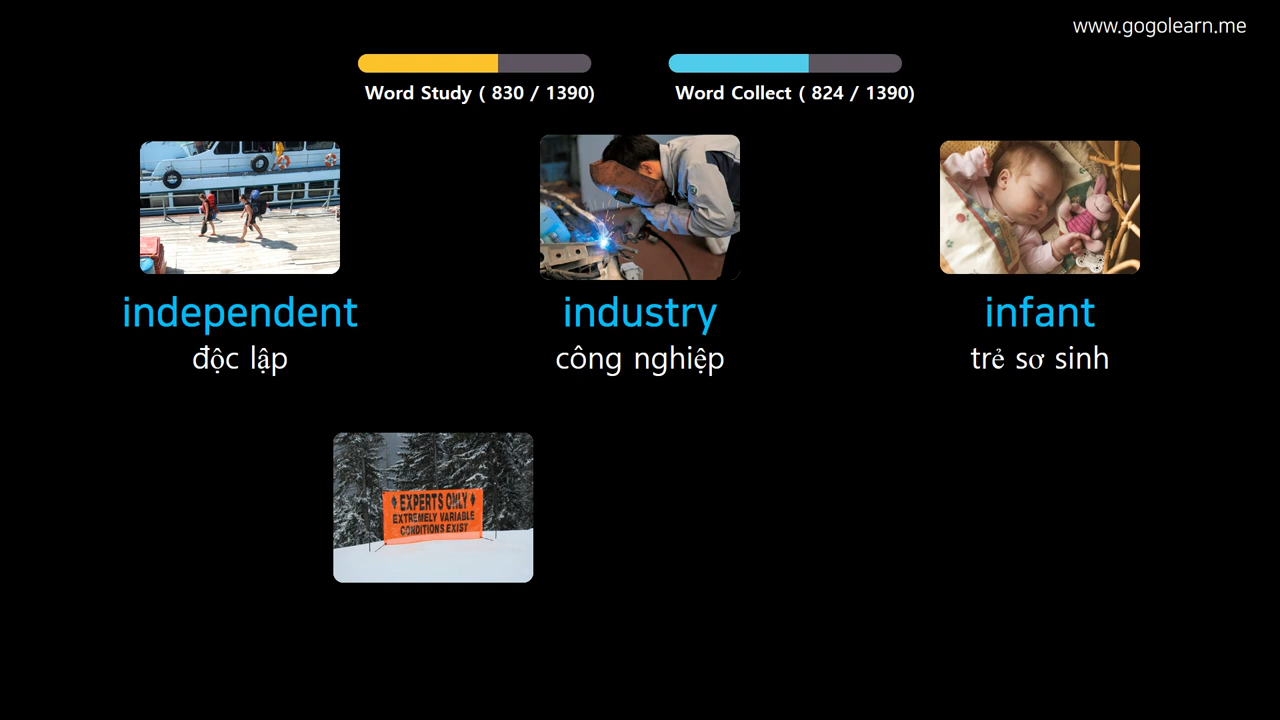 www.gogolearn.me
Word Study ( 830 / 1390)
Word Collect ( 824 / 1390)
independent
độc lập
industry
công nghiệp
infant
trẻ sơ sinh
EXPERTS ONLY
EXTREMELY VARIABLE
CONDITIONS EXIST